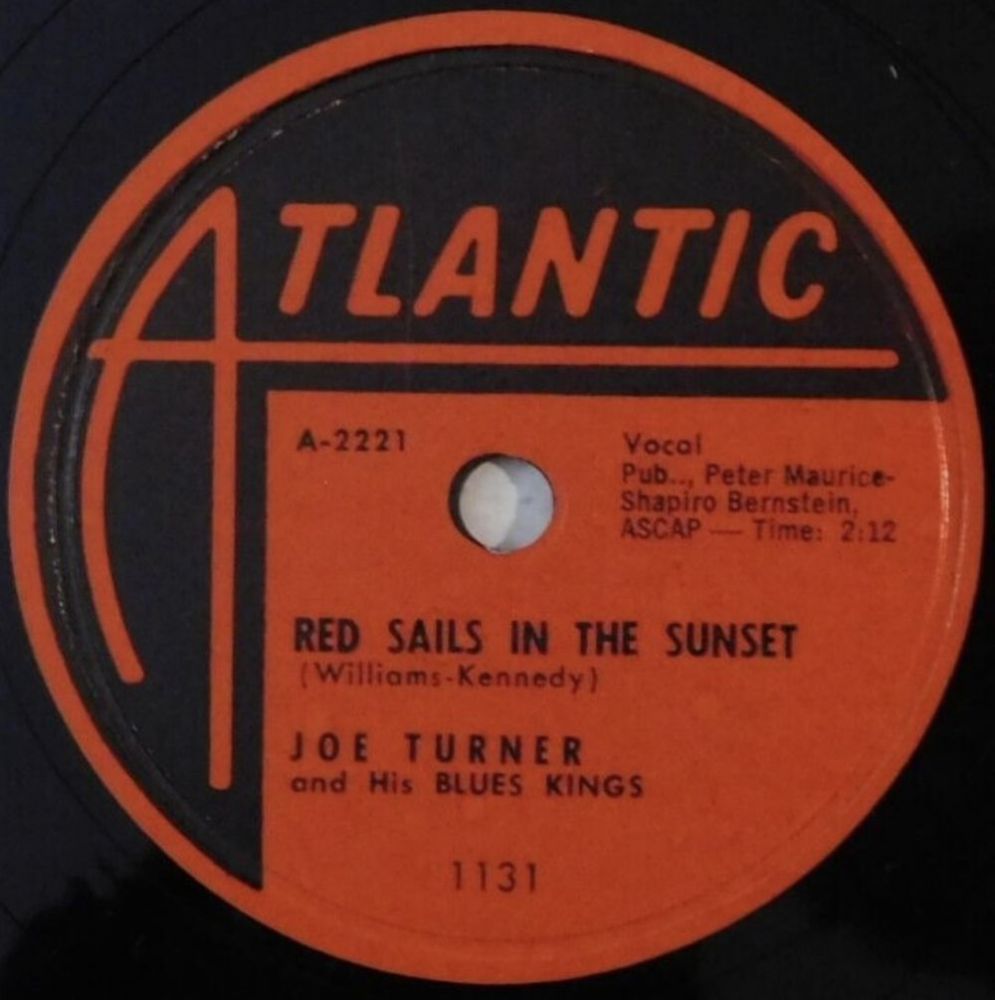 ATLANTIC
A-2221
Vocal
Pub.., Peter Maurice-
Shapiro Bernstein,
ASCAP — Time: 2:12
RED SAILS IN THE SUNSET
(Williams-Kennedy)
JOE TURNER
and His BLUES KINGS
1131